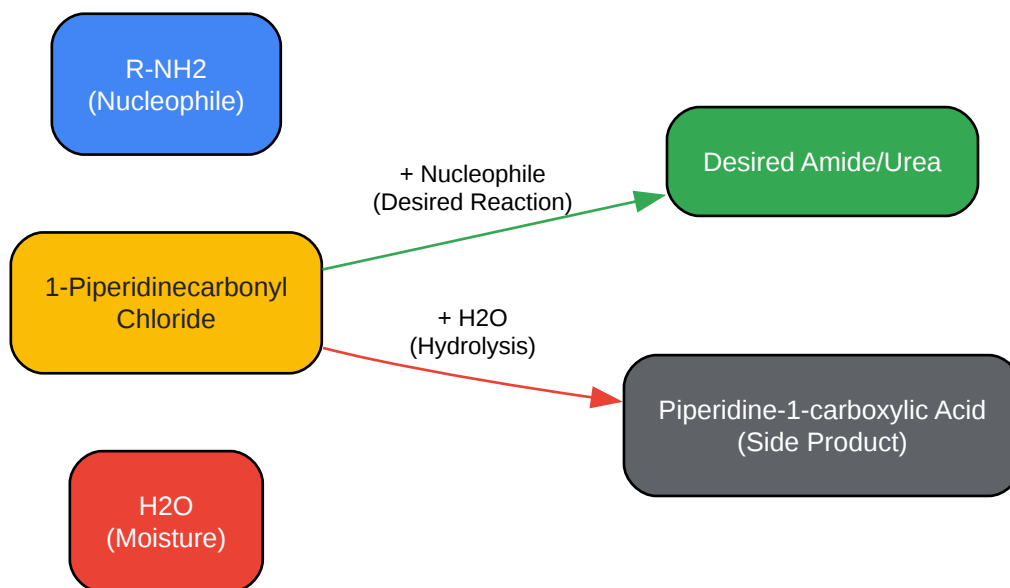 R-NH2
(Nucleophile)
Desired Amide/Urea
+ Nucleophile
(Desired Reaction)
1-Piperidinecarbonyl
Chloride
+ H2O
(Hydrolysis)
Piperidine-1-carboxylic Acid
(Side Product)
H2O
(Moisture)